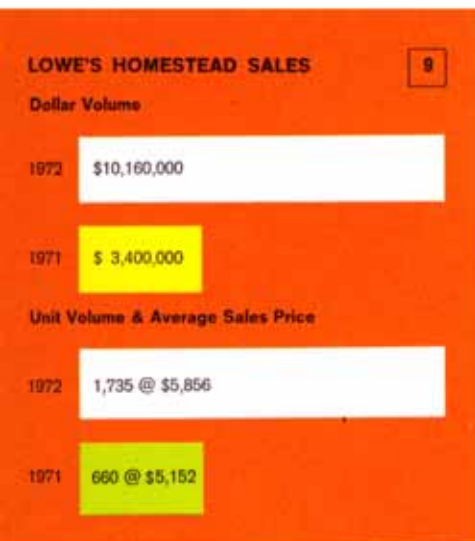 LOWE'S HOMESTEAD SALES 9
Dollar Volume
1972 $10,160,000
1971 $ 3,400,000
Unit Volume & Average Sales Price
1972 1,735 @ $5,856
1971 660 @ $5,152